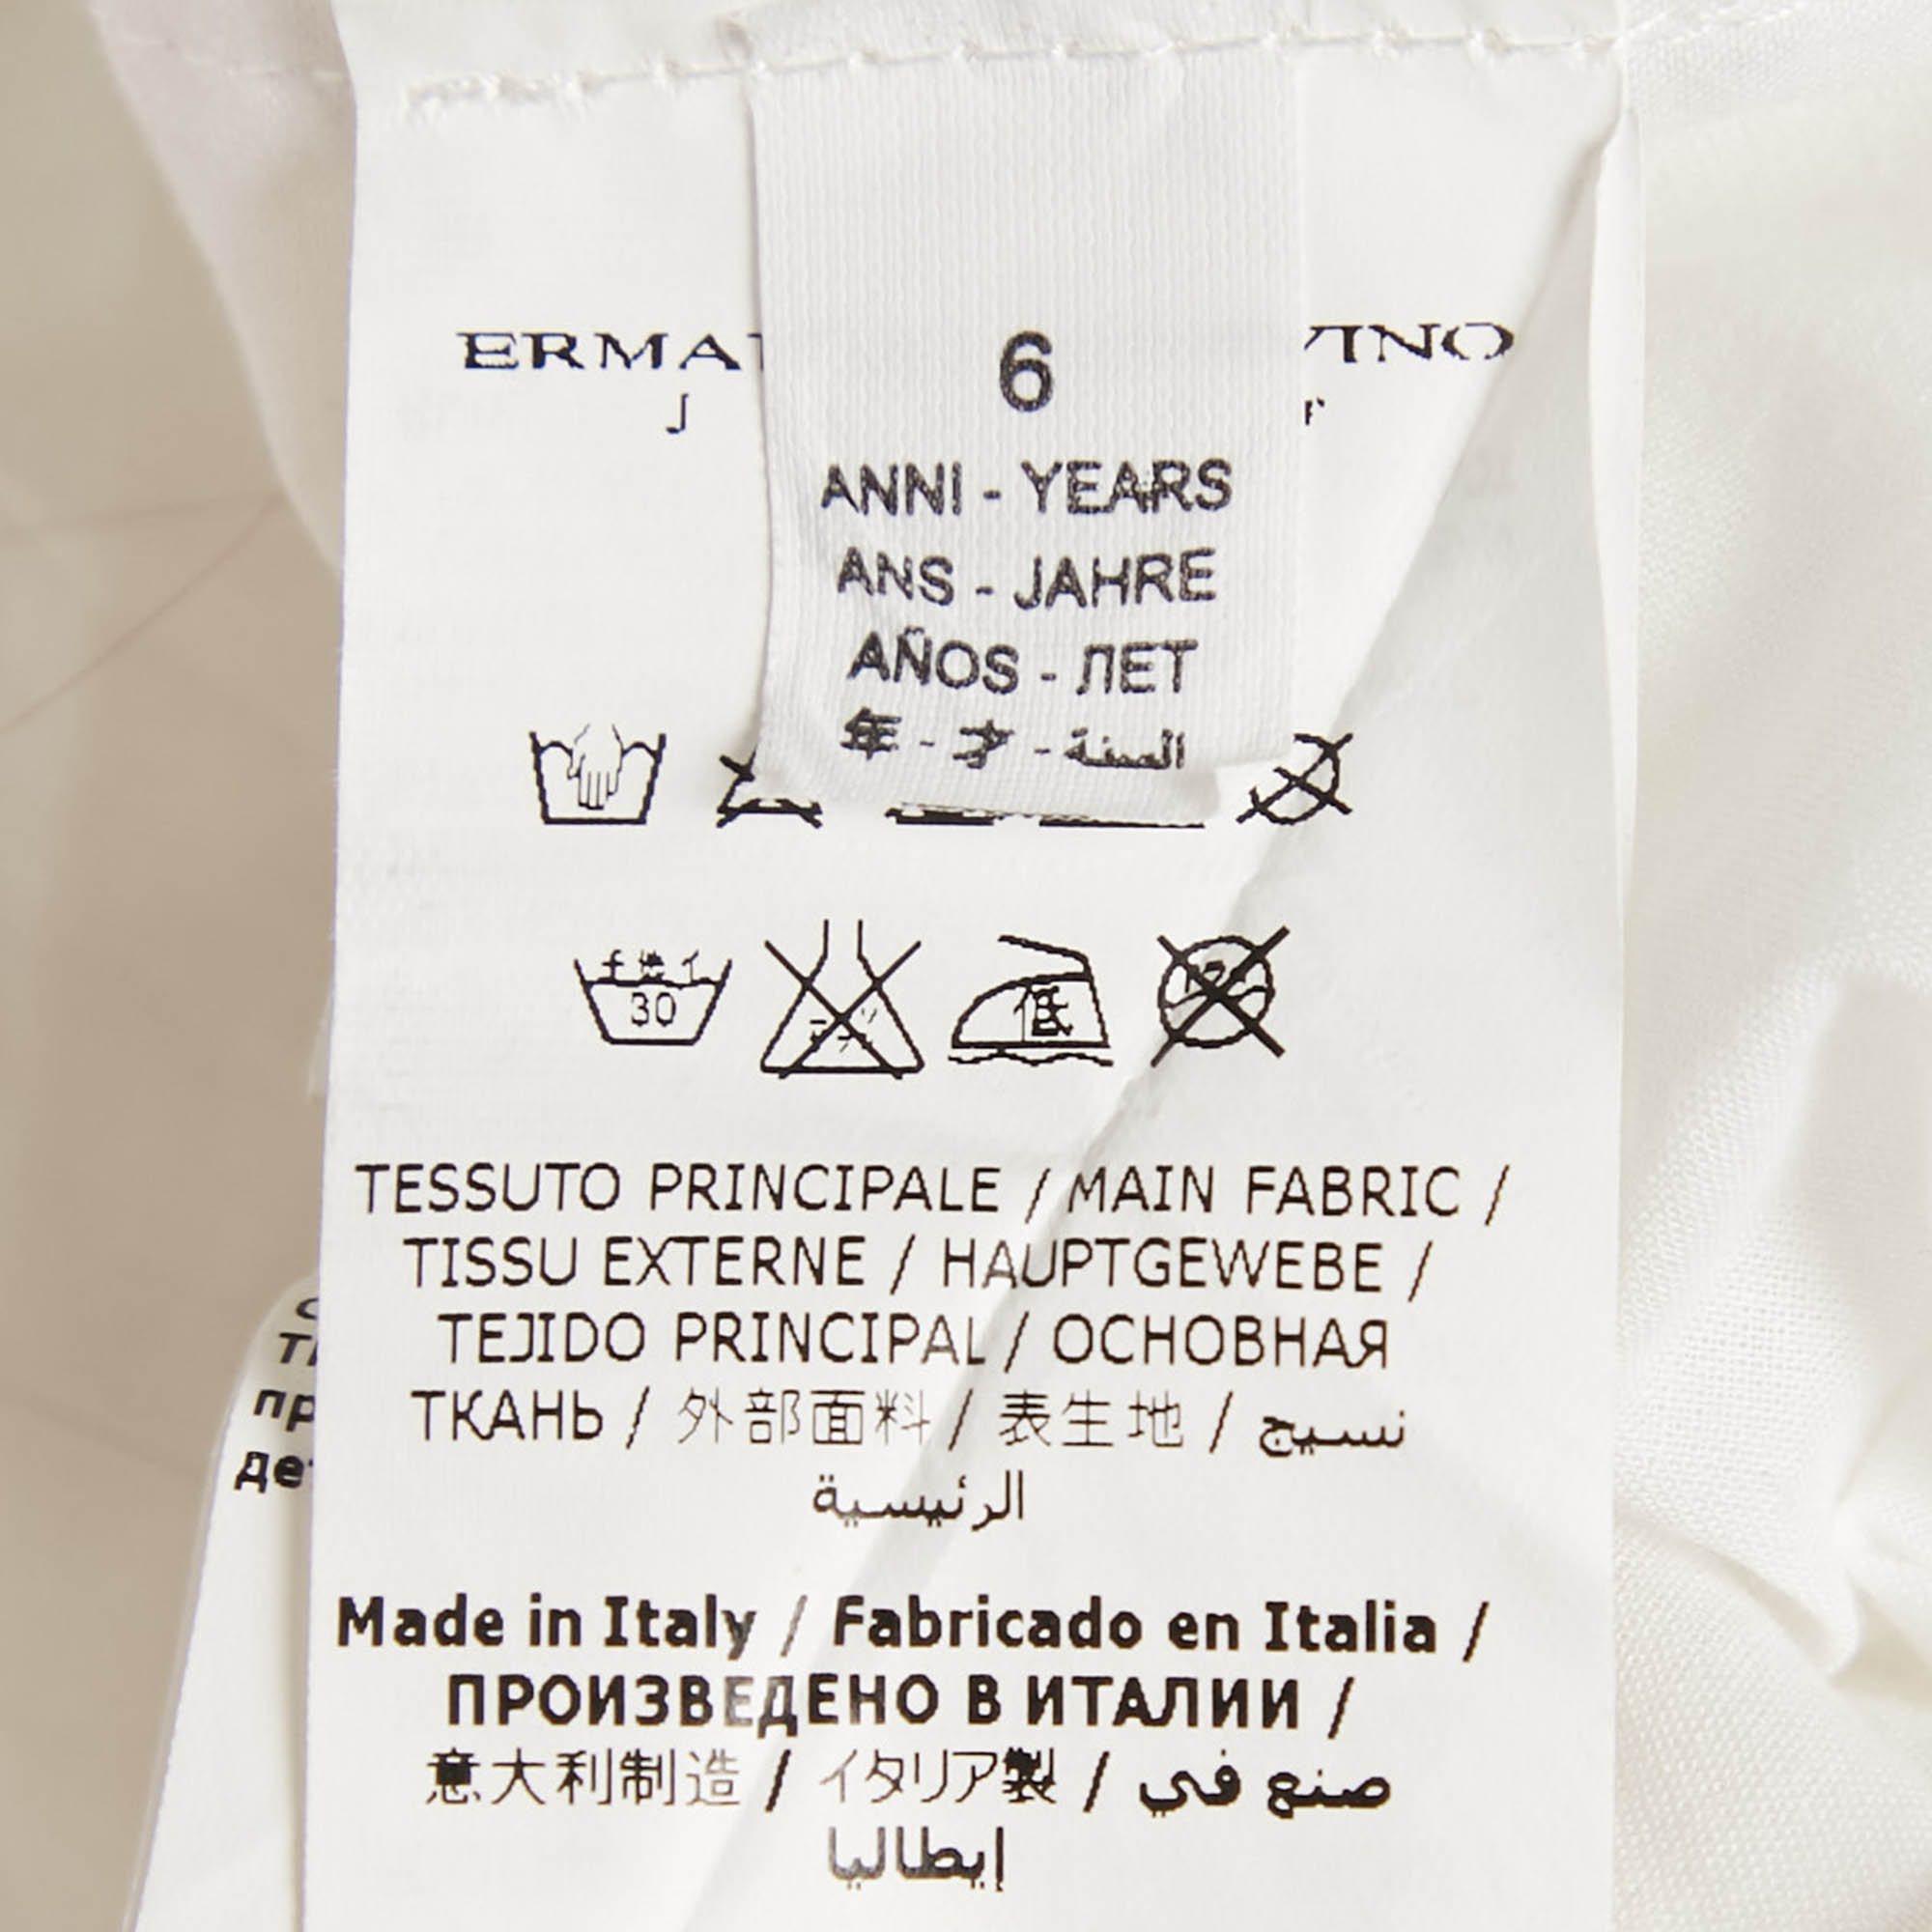 6
ANNI - YEARS
ANS - JAHRE
AÑOS - ЛЕТ
年 - 才 - السنة
30
低
TESSUTO PRINCIPALE / MAIN FABRIC /
TISSU EXTERNE / HAUPTGEWEBE /
TEJIDO PRINCIPAL / ОСНОВНАЯ
ТКАНЬ / 外部面料 / 表生地 / نسيج
الرئيسية
Made in Italy / Fabricado en Italia /
ПРОИЗВЕДЕНО В ИТАЛИИ /
意大利制造 / イタリア製 / صنع في
إيطاليا